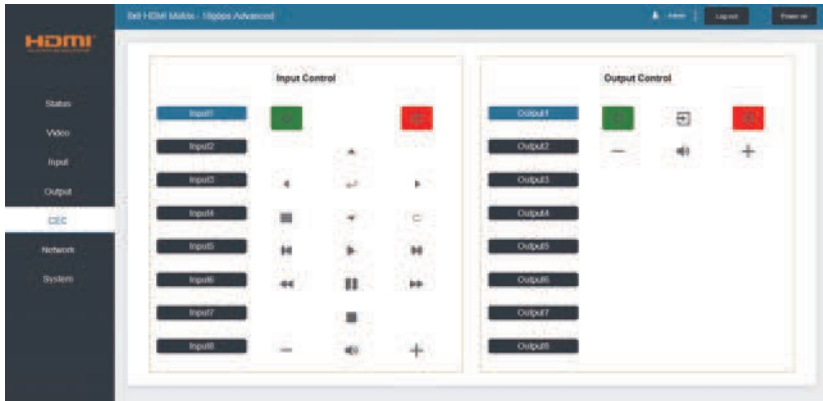 8x8 HDMI Matrix - 18gbps Advanced
Admin
Log out
Power on
HDMI
Status
Video
Input
Output
CEC
Network
System
Input Control
Input1
Input2
Input3
Input4
Input5
Input6
Input7
Input8
Output Control
Output1
Output2
Output3
Output4
Output5
Output6
Output7
Output8